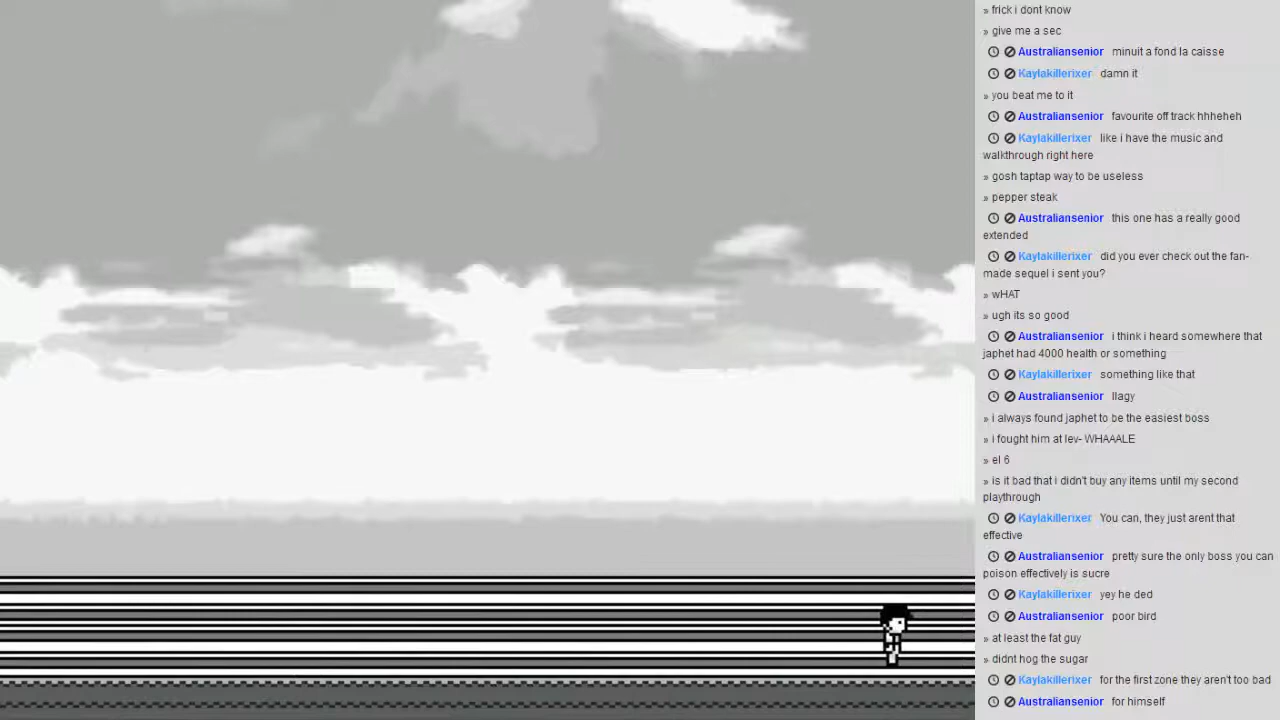 » frick i dont know
» give me a sec
Australiansenior minuit a fond la caisse
Kaylakillerixer damn it
» you beat me to it
Australiansenior favourite off track hhheheh
Kaylakillerixer like i have the music and
walkthrough right here
» gosh taptap way to be useless
» pepper steak
Australiansenior this one has a really good
extended
Kaylakillerixer did you ever check out the fan-
made sequel i sent you?
» wHAT
» ugh its so good
Australiansenior i think i heard somewhere that
japhet had 4000 health or something
Kaylakillerixer something like that
Australiansenior llagy
» i always found japhet to be the easiest boss
» i fought him at lev- WHAAALE
» el 6
» is it bad that i didn't buy any items until my second
playthrough
Kaylakillerixer You can, they just arent that
effective
Australiansenior pretty sure the only boss you can
poison effectively is sucre
Kaylakillerixer yey he ded
Australiansenior poor bird
» at least the fat guy
» didnt hog the sugar
Kaylakillerixer for the first zone they aren't too bad
Australiansenior for himself